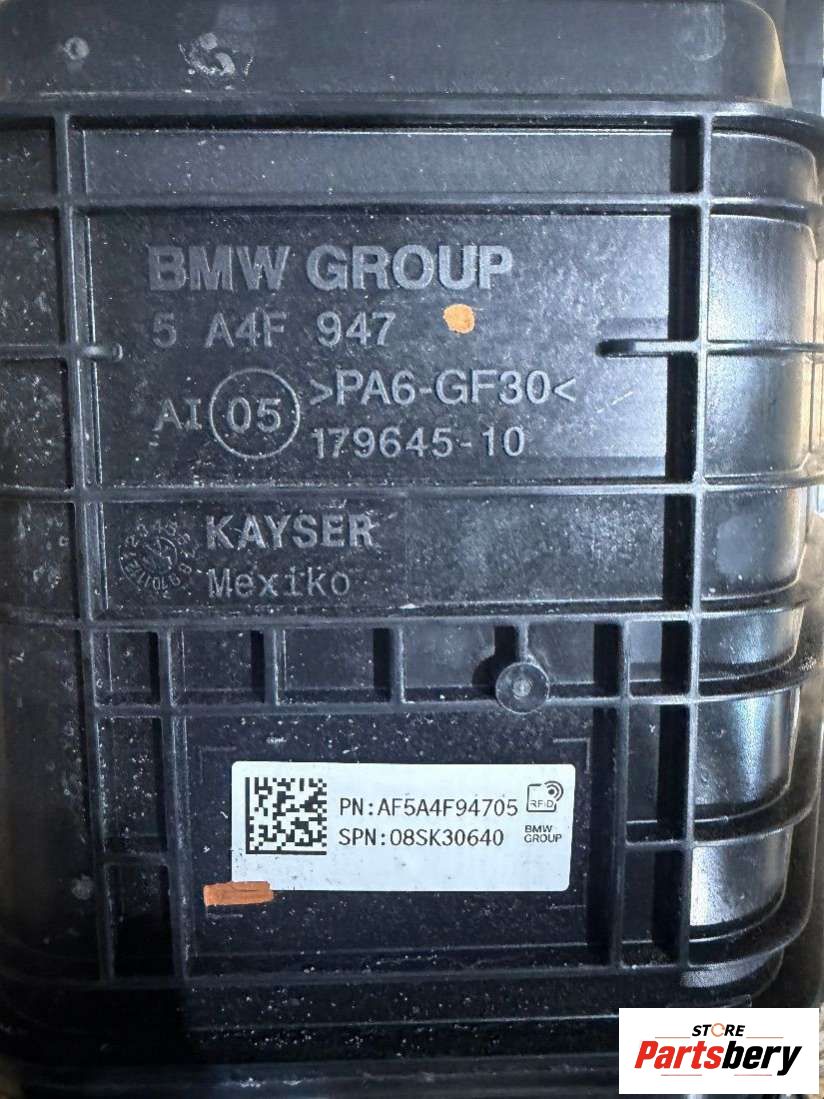 BMW GROUP
5 A4F 947
AI 05 >PA6-GF30<
179645-10
KAYSER
Mexiko
PN:AF5A4F94705
RFID
SPN:08SK30640
BMW
GROUP
STORE
Partsbery